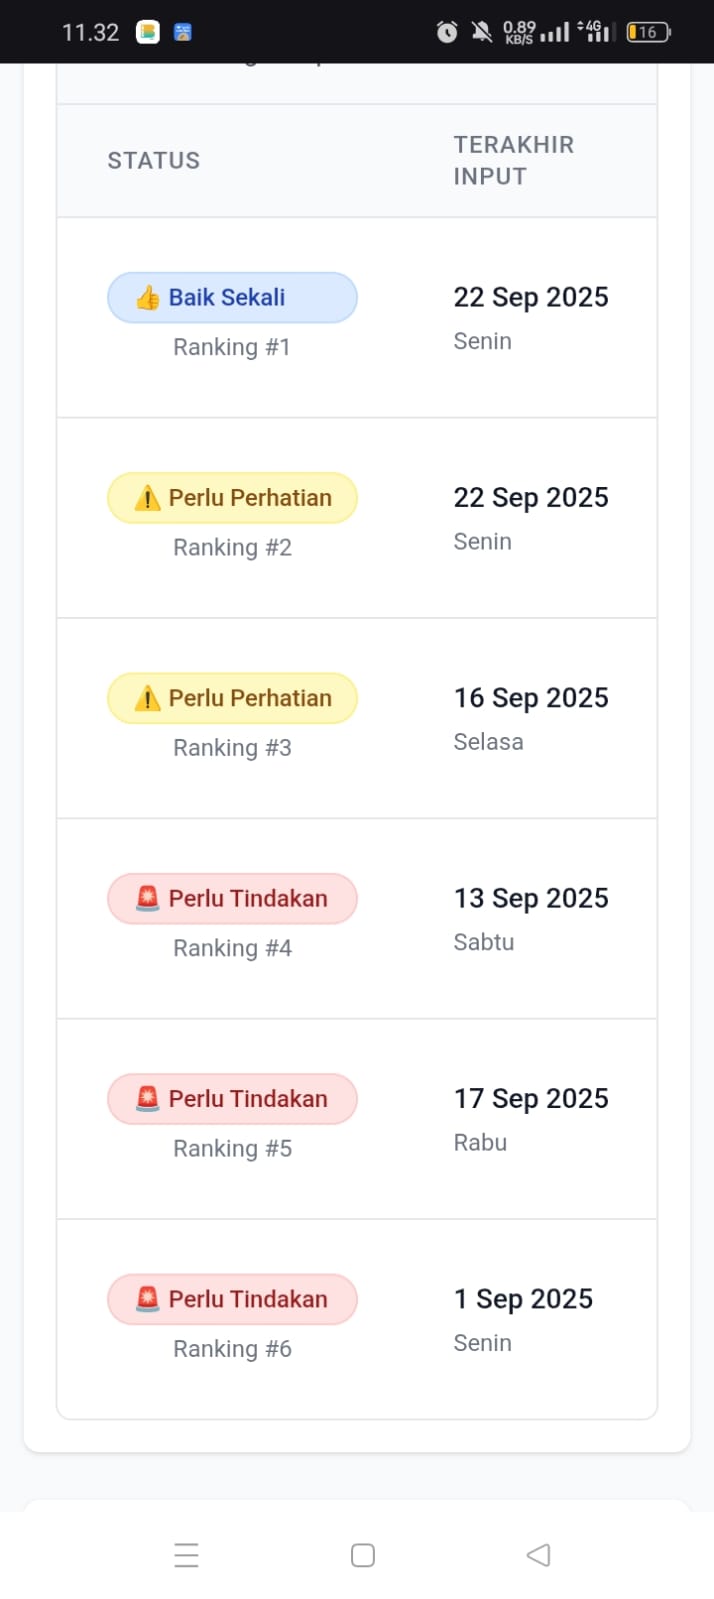 11.32
0.89
KB/S
4G
16
STATUS
TERAKHIR
INPUT
👍 Baik Sekali
22 Sep 2025
Ranking #1
Senin
⚠️ Perlu Perhatian
22 Sep 2025
Ranking #2
Senin
⚠️ Perlu Perhatian
16 Sep 2025
Ranking #3
Selasa
🚨 Perlu Tindakan
13 Sep 2025
Ranking #4
Sabtu
🚨 Perlu Tindakan
17 Sep 2025
Ranking #5
Rabu
🚨 Perlu Tindakan
1 Sep 2025
Ranking #6
Senin